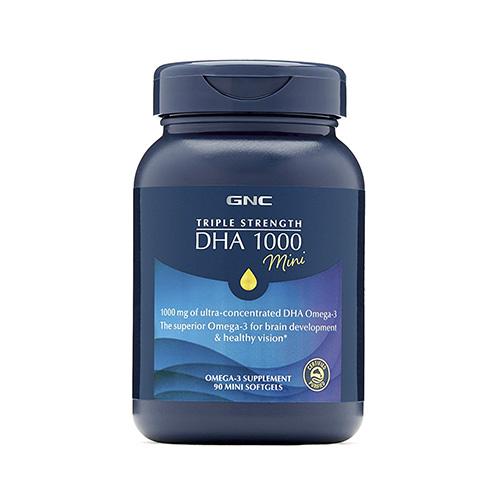 GNC
TRIPLE STRENGTH
DHA 1000
Mini
1000 mg of ultra-concentrated DHA Omega-3
The superior Omega-3 for brain development
& healthy vision*
OMEGA-3 SUPPLEMENT
90 MINI SOFTGELS
CERTIFIED